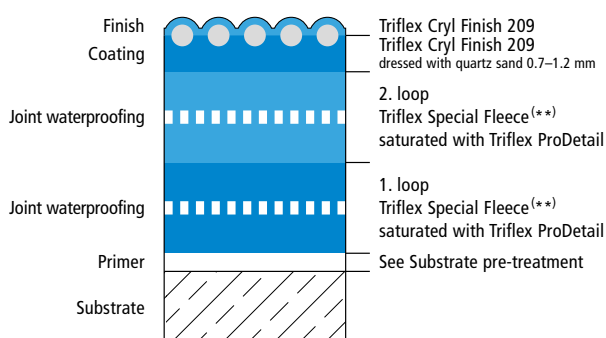 Finish
Triflex Cryl Finish 209
Coating
Triflex Cryl Finish 209
dressed with quartz sand 0.7–1.2 mm
Joint waterproofing
2. loop
Triflex Special Fleece(**)
saturated with Triflex ProDetail
Joint waterproofing
1. loop
Triflex Special Fleece(**)
saturated with Triflex ProDetail
Primer
See Substrate pre-treatment
Substrate